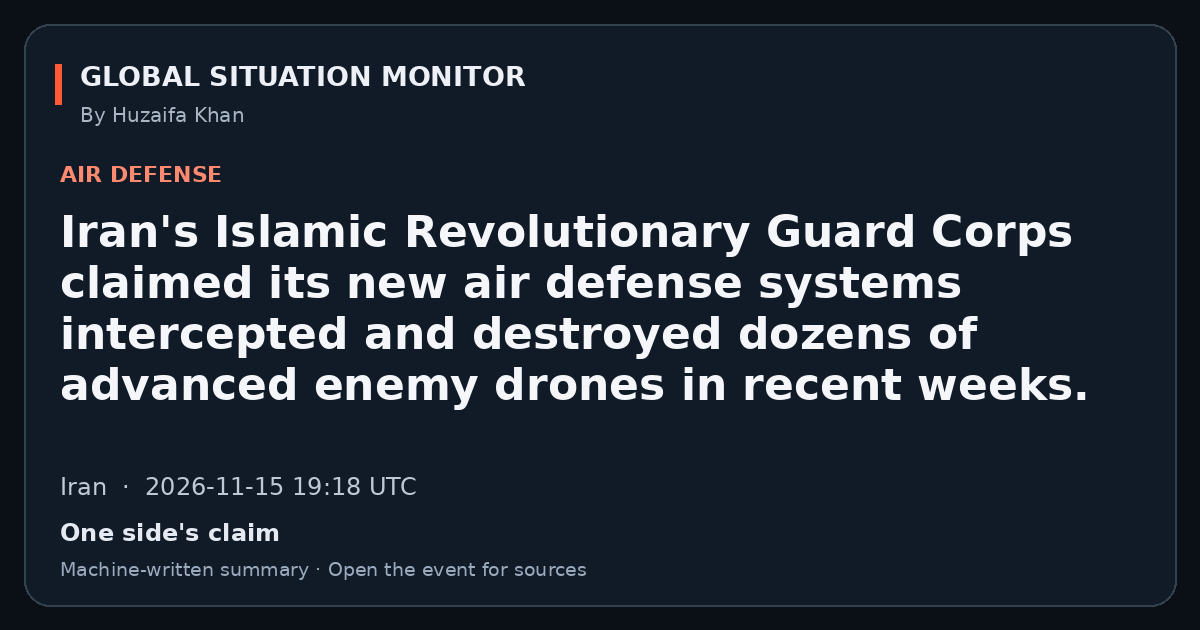 GLOBAL SITUATION MONITOR
By Huzaifa Khan
AIR DEFENSE
Iran's Islamic Revolutionary Guard Corps
claimed its new air defense systems
intercepted and destroyed dozens of
advanced enemy drones in recent weeks.
Iran · 2026-11-15 19:18 UTC
One side's claim
Machine-written summary · Open the event for sources